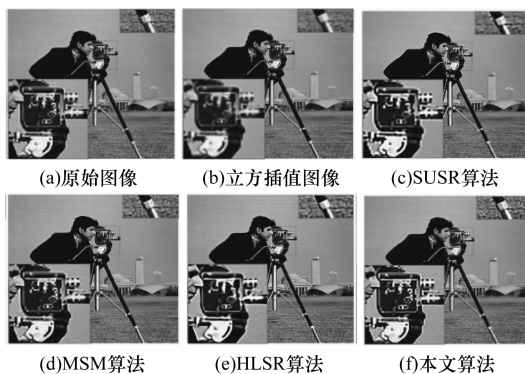 (a)原始图像
(b)立方插值图像
(c)SUSR算法
(d)MSM算法
(e)HLSR算法
(f)本文算法